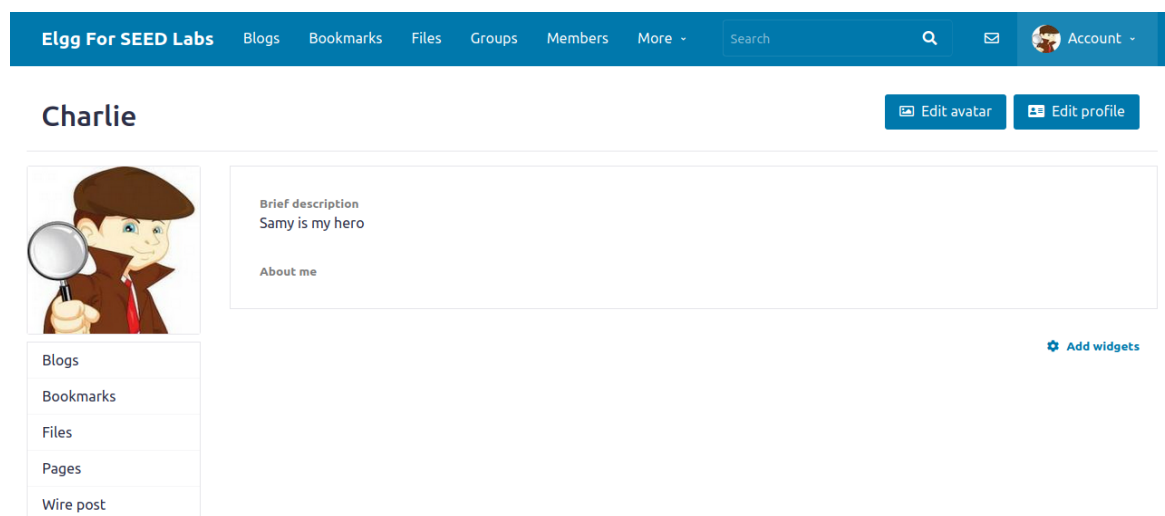 Elgg For SEED Labs Blogs Bookmarks Files Groups Members More Search Account
Charlie
Edit avatar Edit profile
Brief description
Samy is my hero
About me
Add widgets
Blogs
Bookmarks
Files
Pages
Wire post